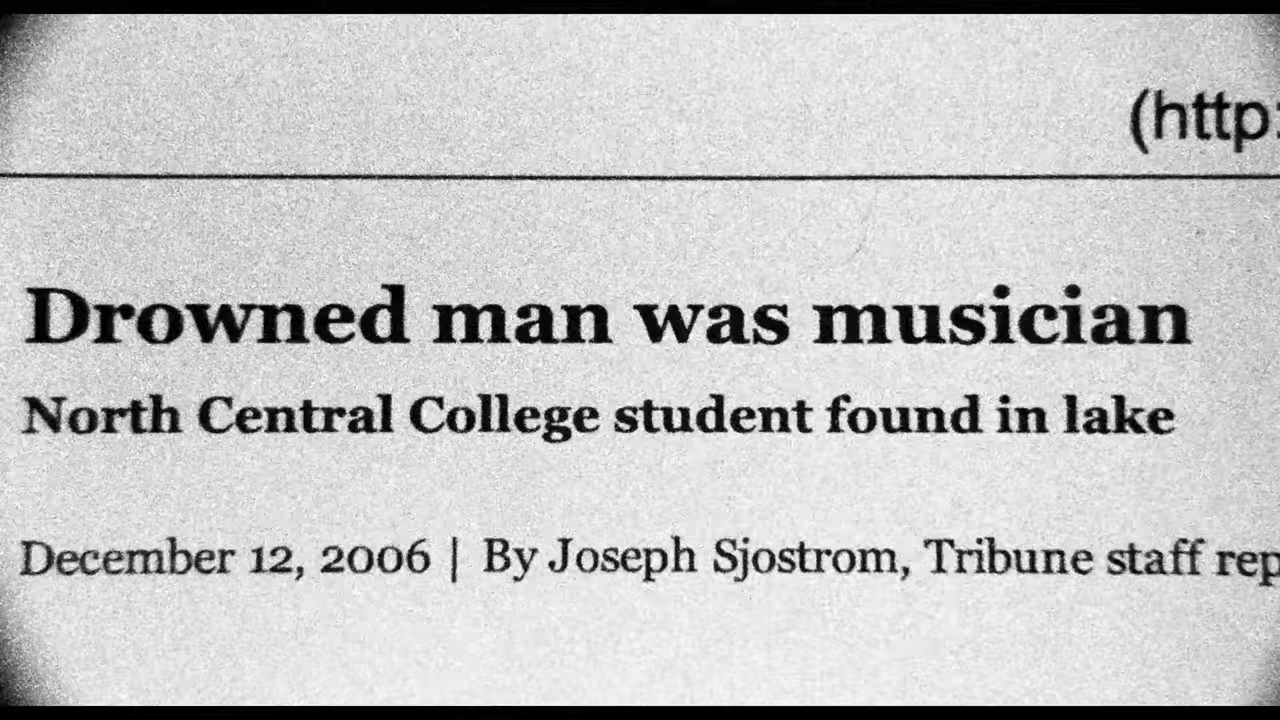 (http:
Drowned man was musician
North Central College student found in lake
December 12, 2006 | By Joseph Sjostrom, Tribune staff rep